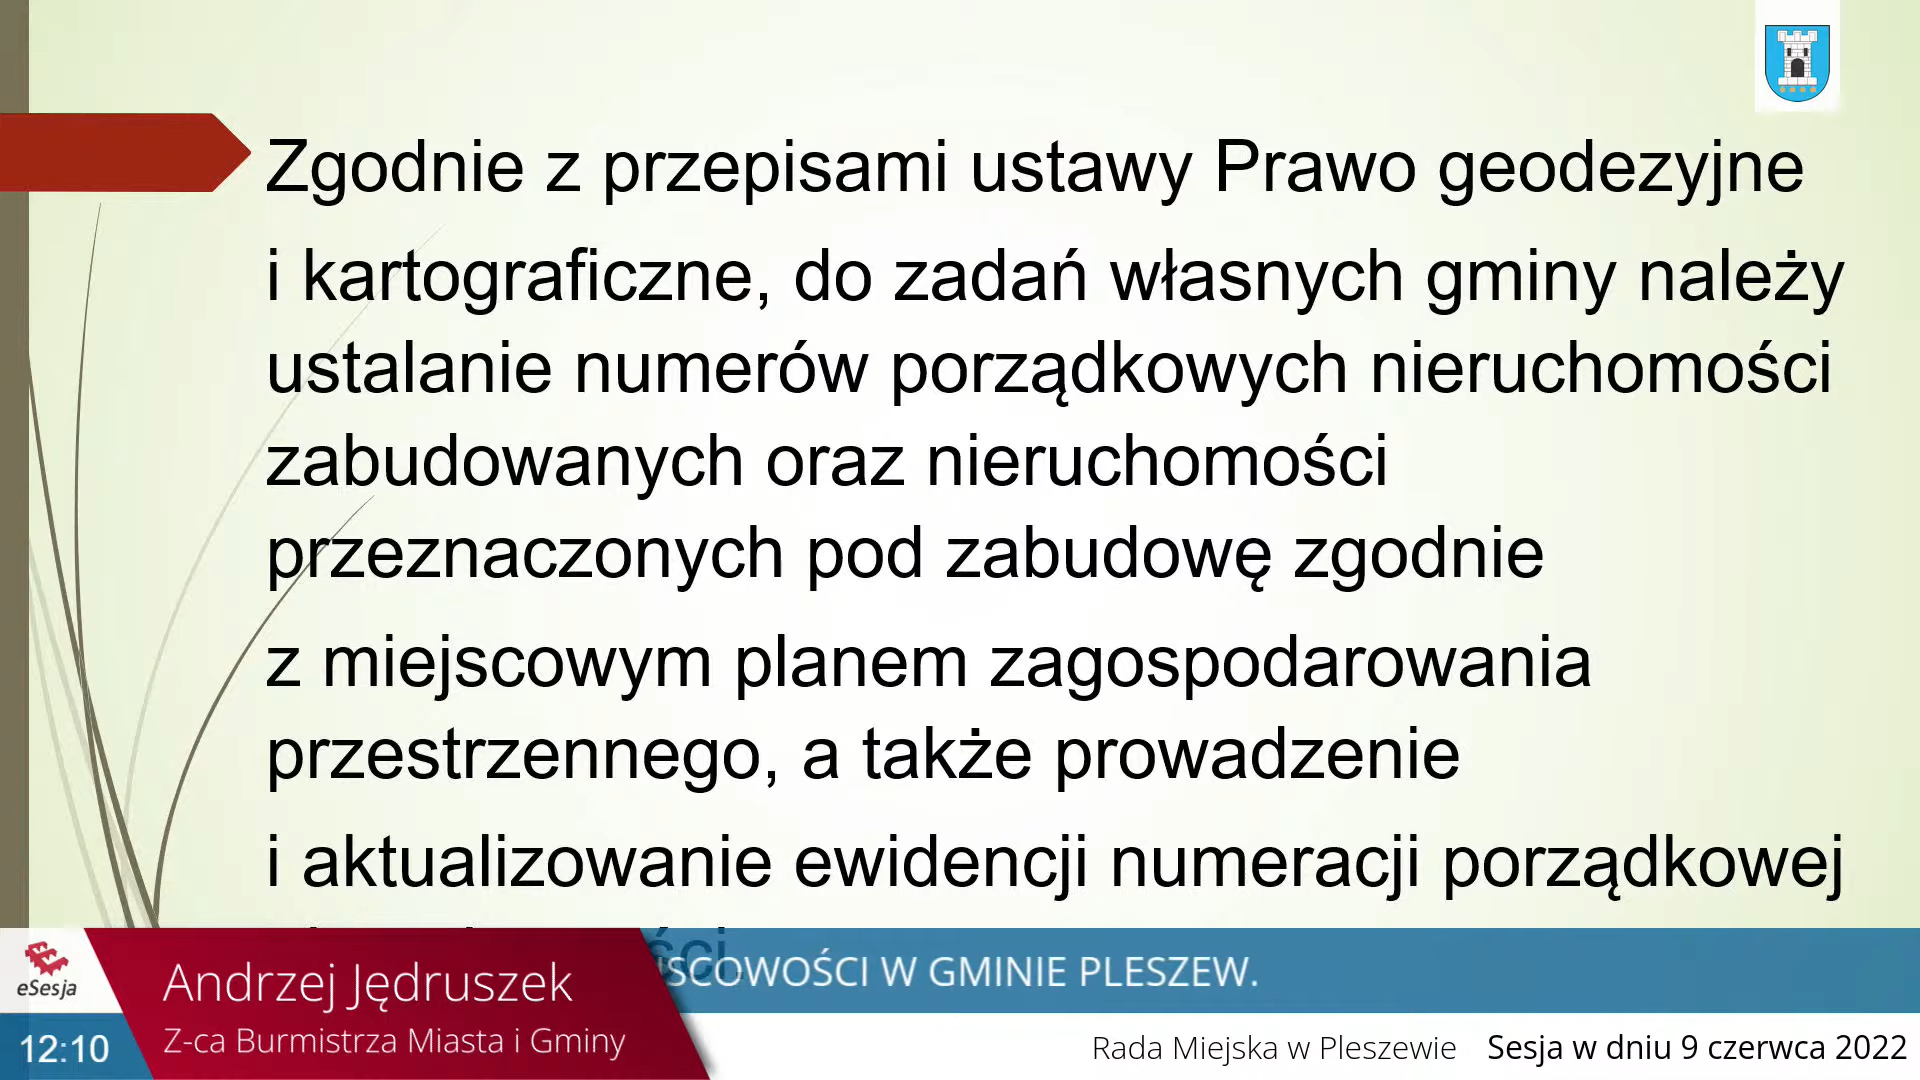 Zgodnie z przepisami ustawy Prawo geodezyjne
i kartograficzne, do zadań własnych gminy należy
ustalanie numerów porządkowych nieruchomości
zabudowanych oraz nieruchomości
przeznaczonych pod zabudowę zgodnie
z miejscowym planem zagospodarowania
przestrzennego, a także prowadzenie
i aktualizowanie ewidencji numeracji porządkowej
W GMINIE PLESZEW.
eSesja
Andrzej Jędruszek
Z-ca Burmistrza Miasta i Gminy
12:10
Rada Miejska w Pleszewie Sesja w dniu 9 czerwca 2022